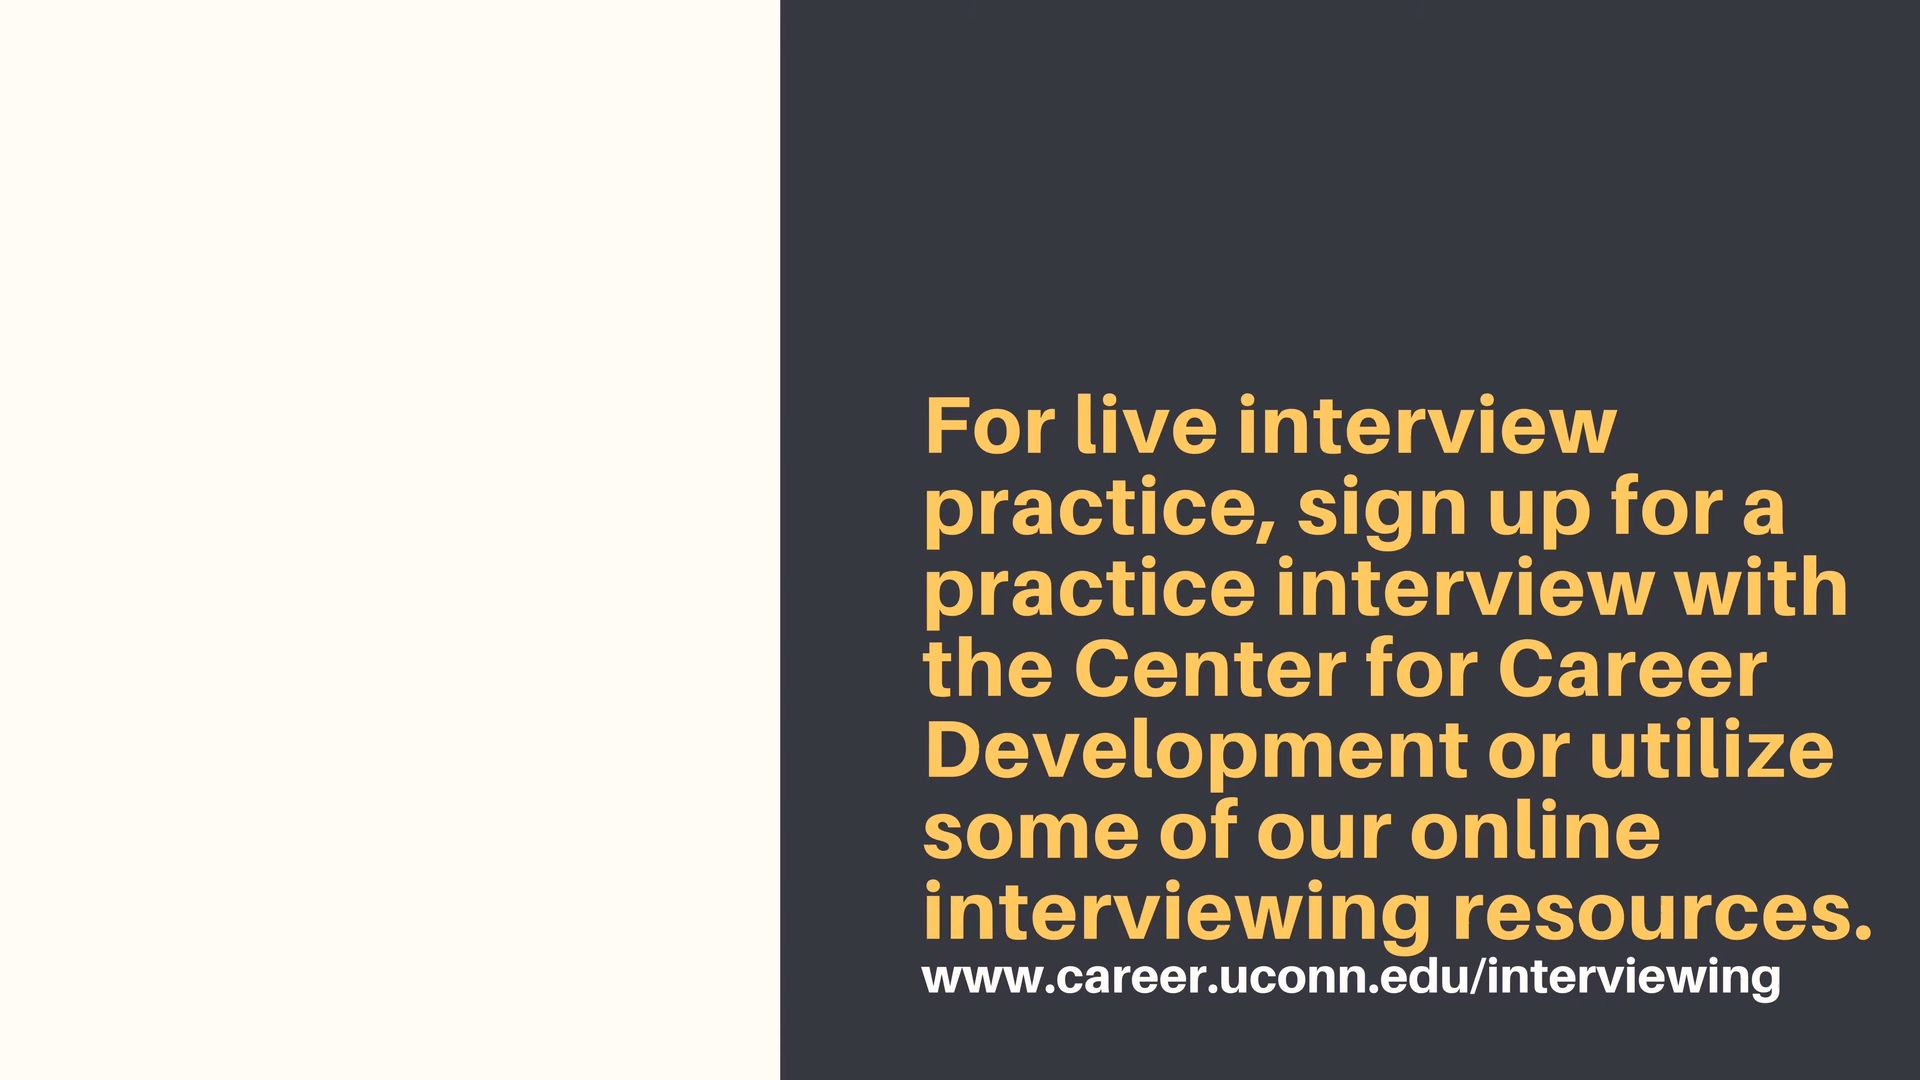 For live interview
practice, sign up for a
practice interview with
the Center for Career
Development or utilize
some of our online
interviewing resources.
www.career.uconn.edu/interviewing